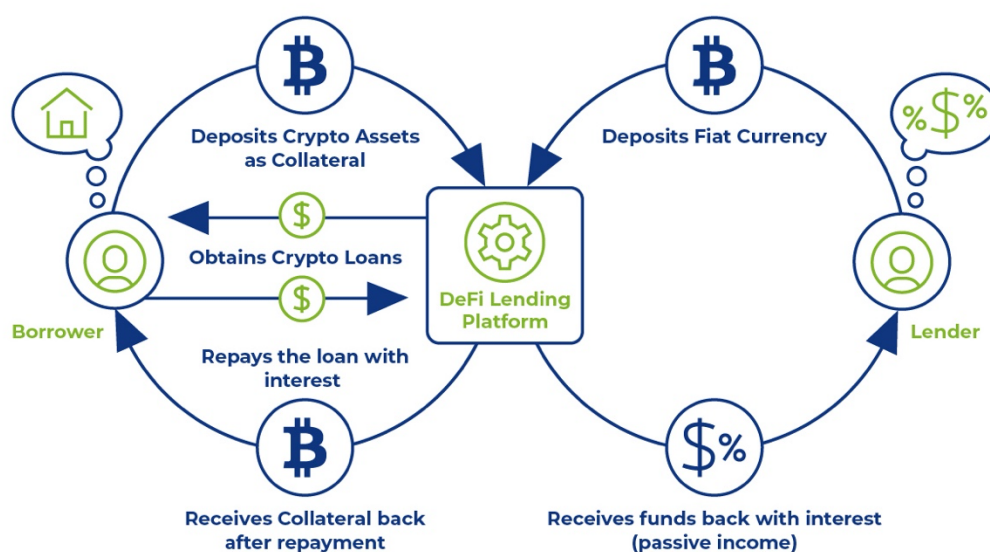 Deposits Crypto Assets
as Collateral
Deposits Fiat Currency
% $ %
$
Obtains Crypto Loans
$
DeFi Lending
Platform
Borrower
Lender
Repays the loan with
interest
$%
Receives Collateral back
after repayment
Receives funds back with interest
(passive income)